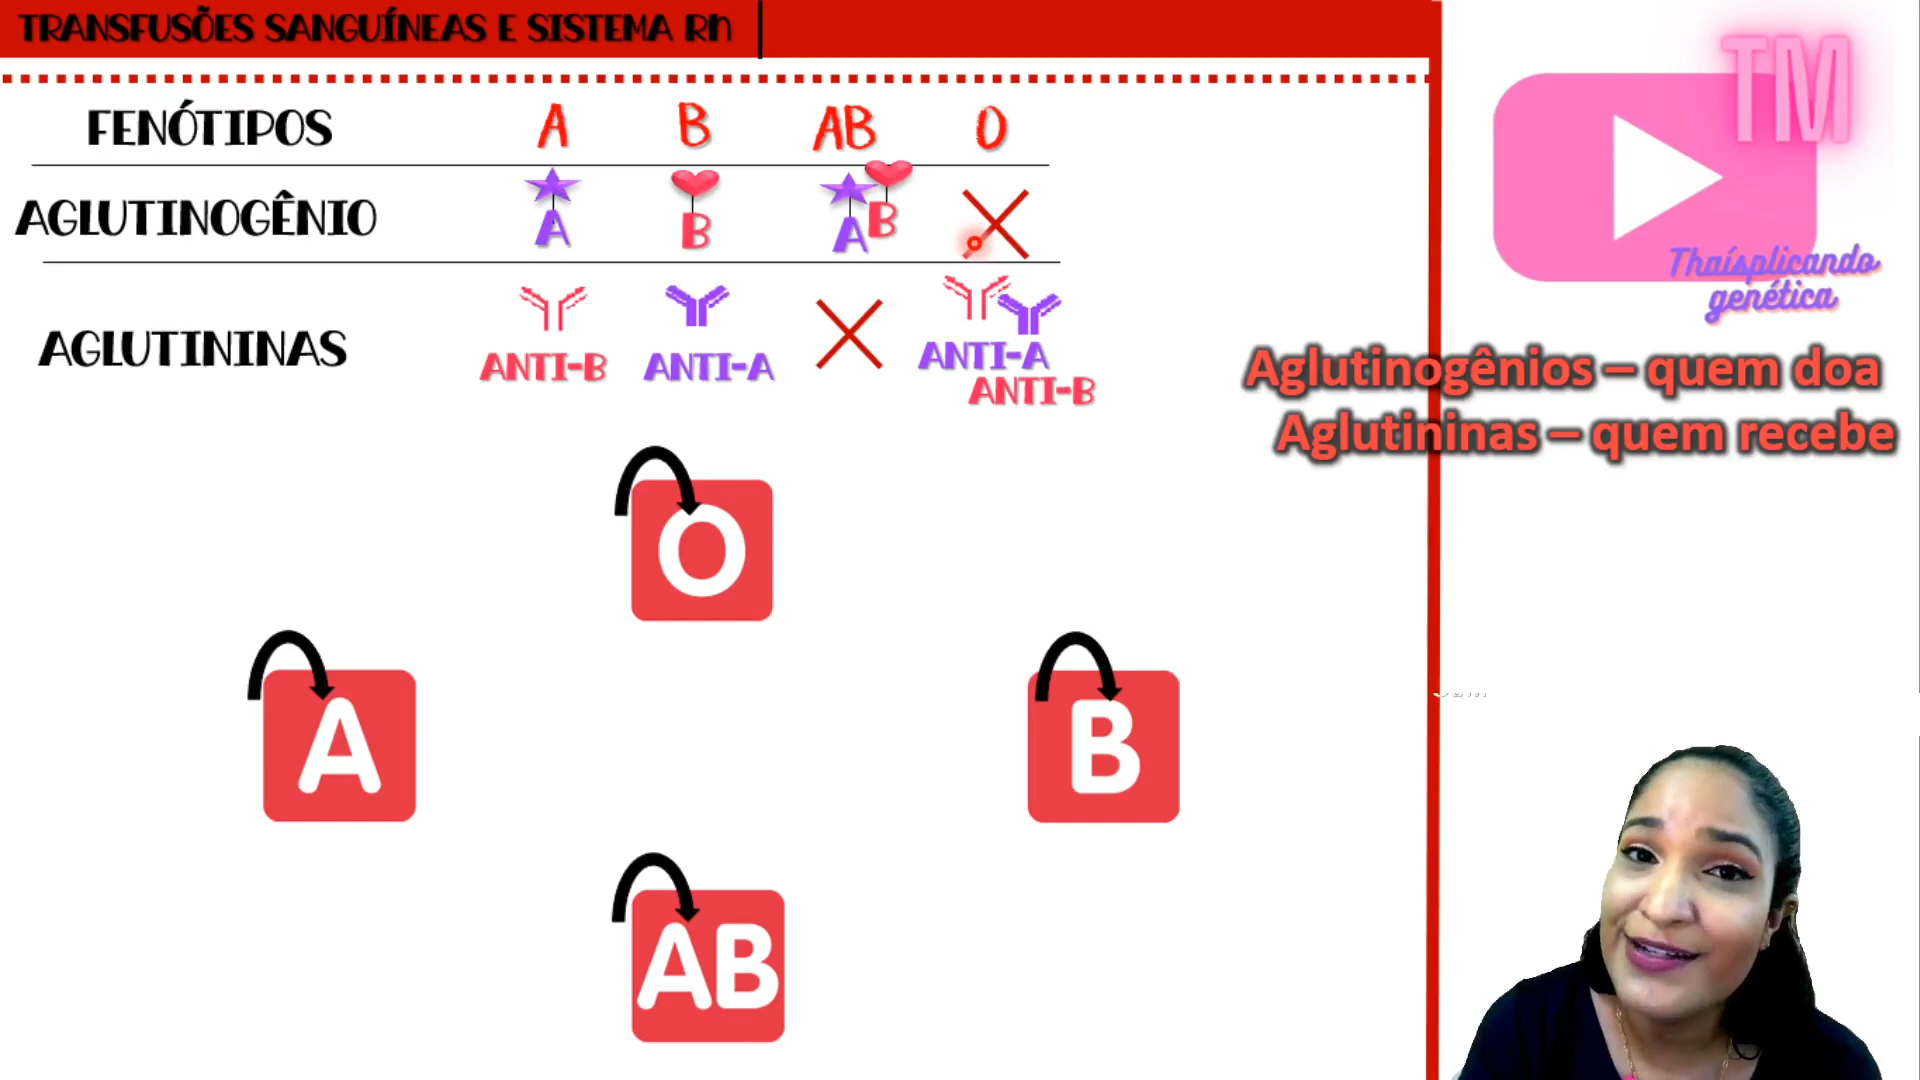 TRANSFUSÕES SANGUÍNEAS E SISTEMA Rh
TM
FENÓTIPOS A B AB O
AGLUTINOGÊNIO A B A B
Thaísplicando
genética
AGLUTININAS ANTI-B ANTI-A ANTI-A
ANTI-B
Aglutinogênios – quem doa
Aglutininas – quem recebe
O
A B
AB